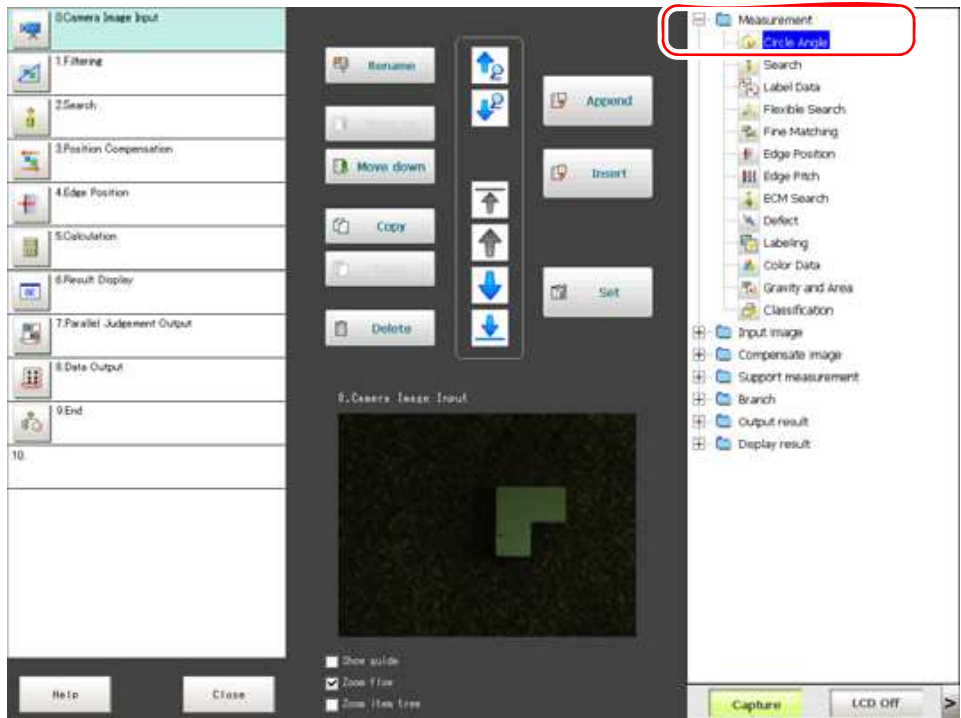 0.Camera Image Input
1.Filtering
2.Search
3.Position Compensation
4.Edge Position
5.Calculation
6.Result Display
7.Parallel Judgement Output
8.Data Output
9.End
10.
Help
Close
Rename
Move down
Copy
Delete
Append
Insert
Set
0.Camera Image Input
Show guide
Zoom flow
Zoom item tree
Measurement
Circle Angle
Search
Label Data
Flexible Search
Fine Matching
Edge Position
Edge Pitch
ECM Search
Defect
Labeling
Color Data
Gravity and Area
Classification
Input image
Compensate image
Support measurement
Branch
Output result
Display result
Capture
LCD Off
>